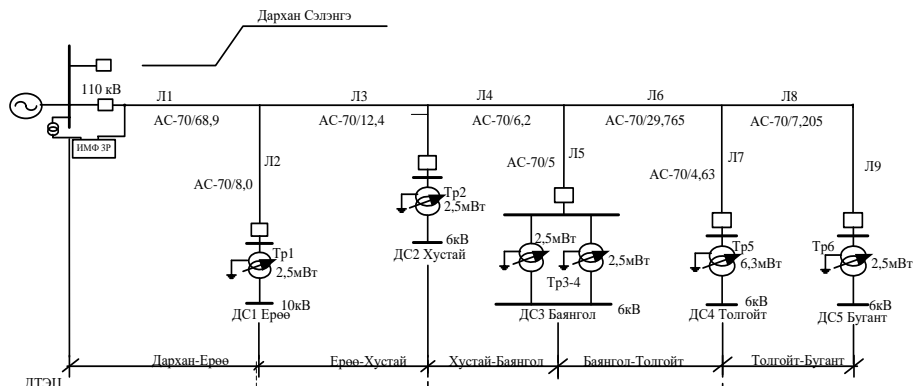 Дархан Сэлэнгэ
110 кВ
Л1
Л3
Л4
Л6
Л8
АС-70/68,9
АС-70/12,4
АС-70/6,2
АС-70/29,765
АС-70/7,205
ИМФ 3Р
Л2
АС-70/5
Л5
Л7
Л9
АС-70/8,0
АС-70/4,63
Тр2
2,5мВт
6кВ
ДС2 Хустай
Тр1
2,5мВт
10кВ
ДС1 Ерөө
2,5мВт
2,5мВт
Тр3-4
6кВ
ДС3 Баянгол
Тр5
6,3мВт
6кВ
ДС4 Толгойт
Тр6
2,5мВт
6кВ
ДС5 Бугант
Дархан-Ерөө
Ерөө-Хустай
Хустай-Баянгол
Баянгол-Толгойт
Толгойт-Бугант
ДТЭЦ